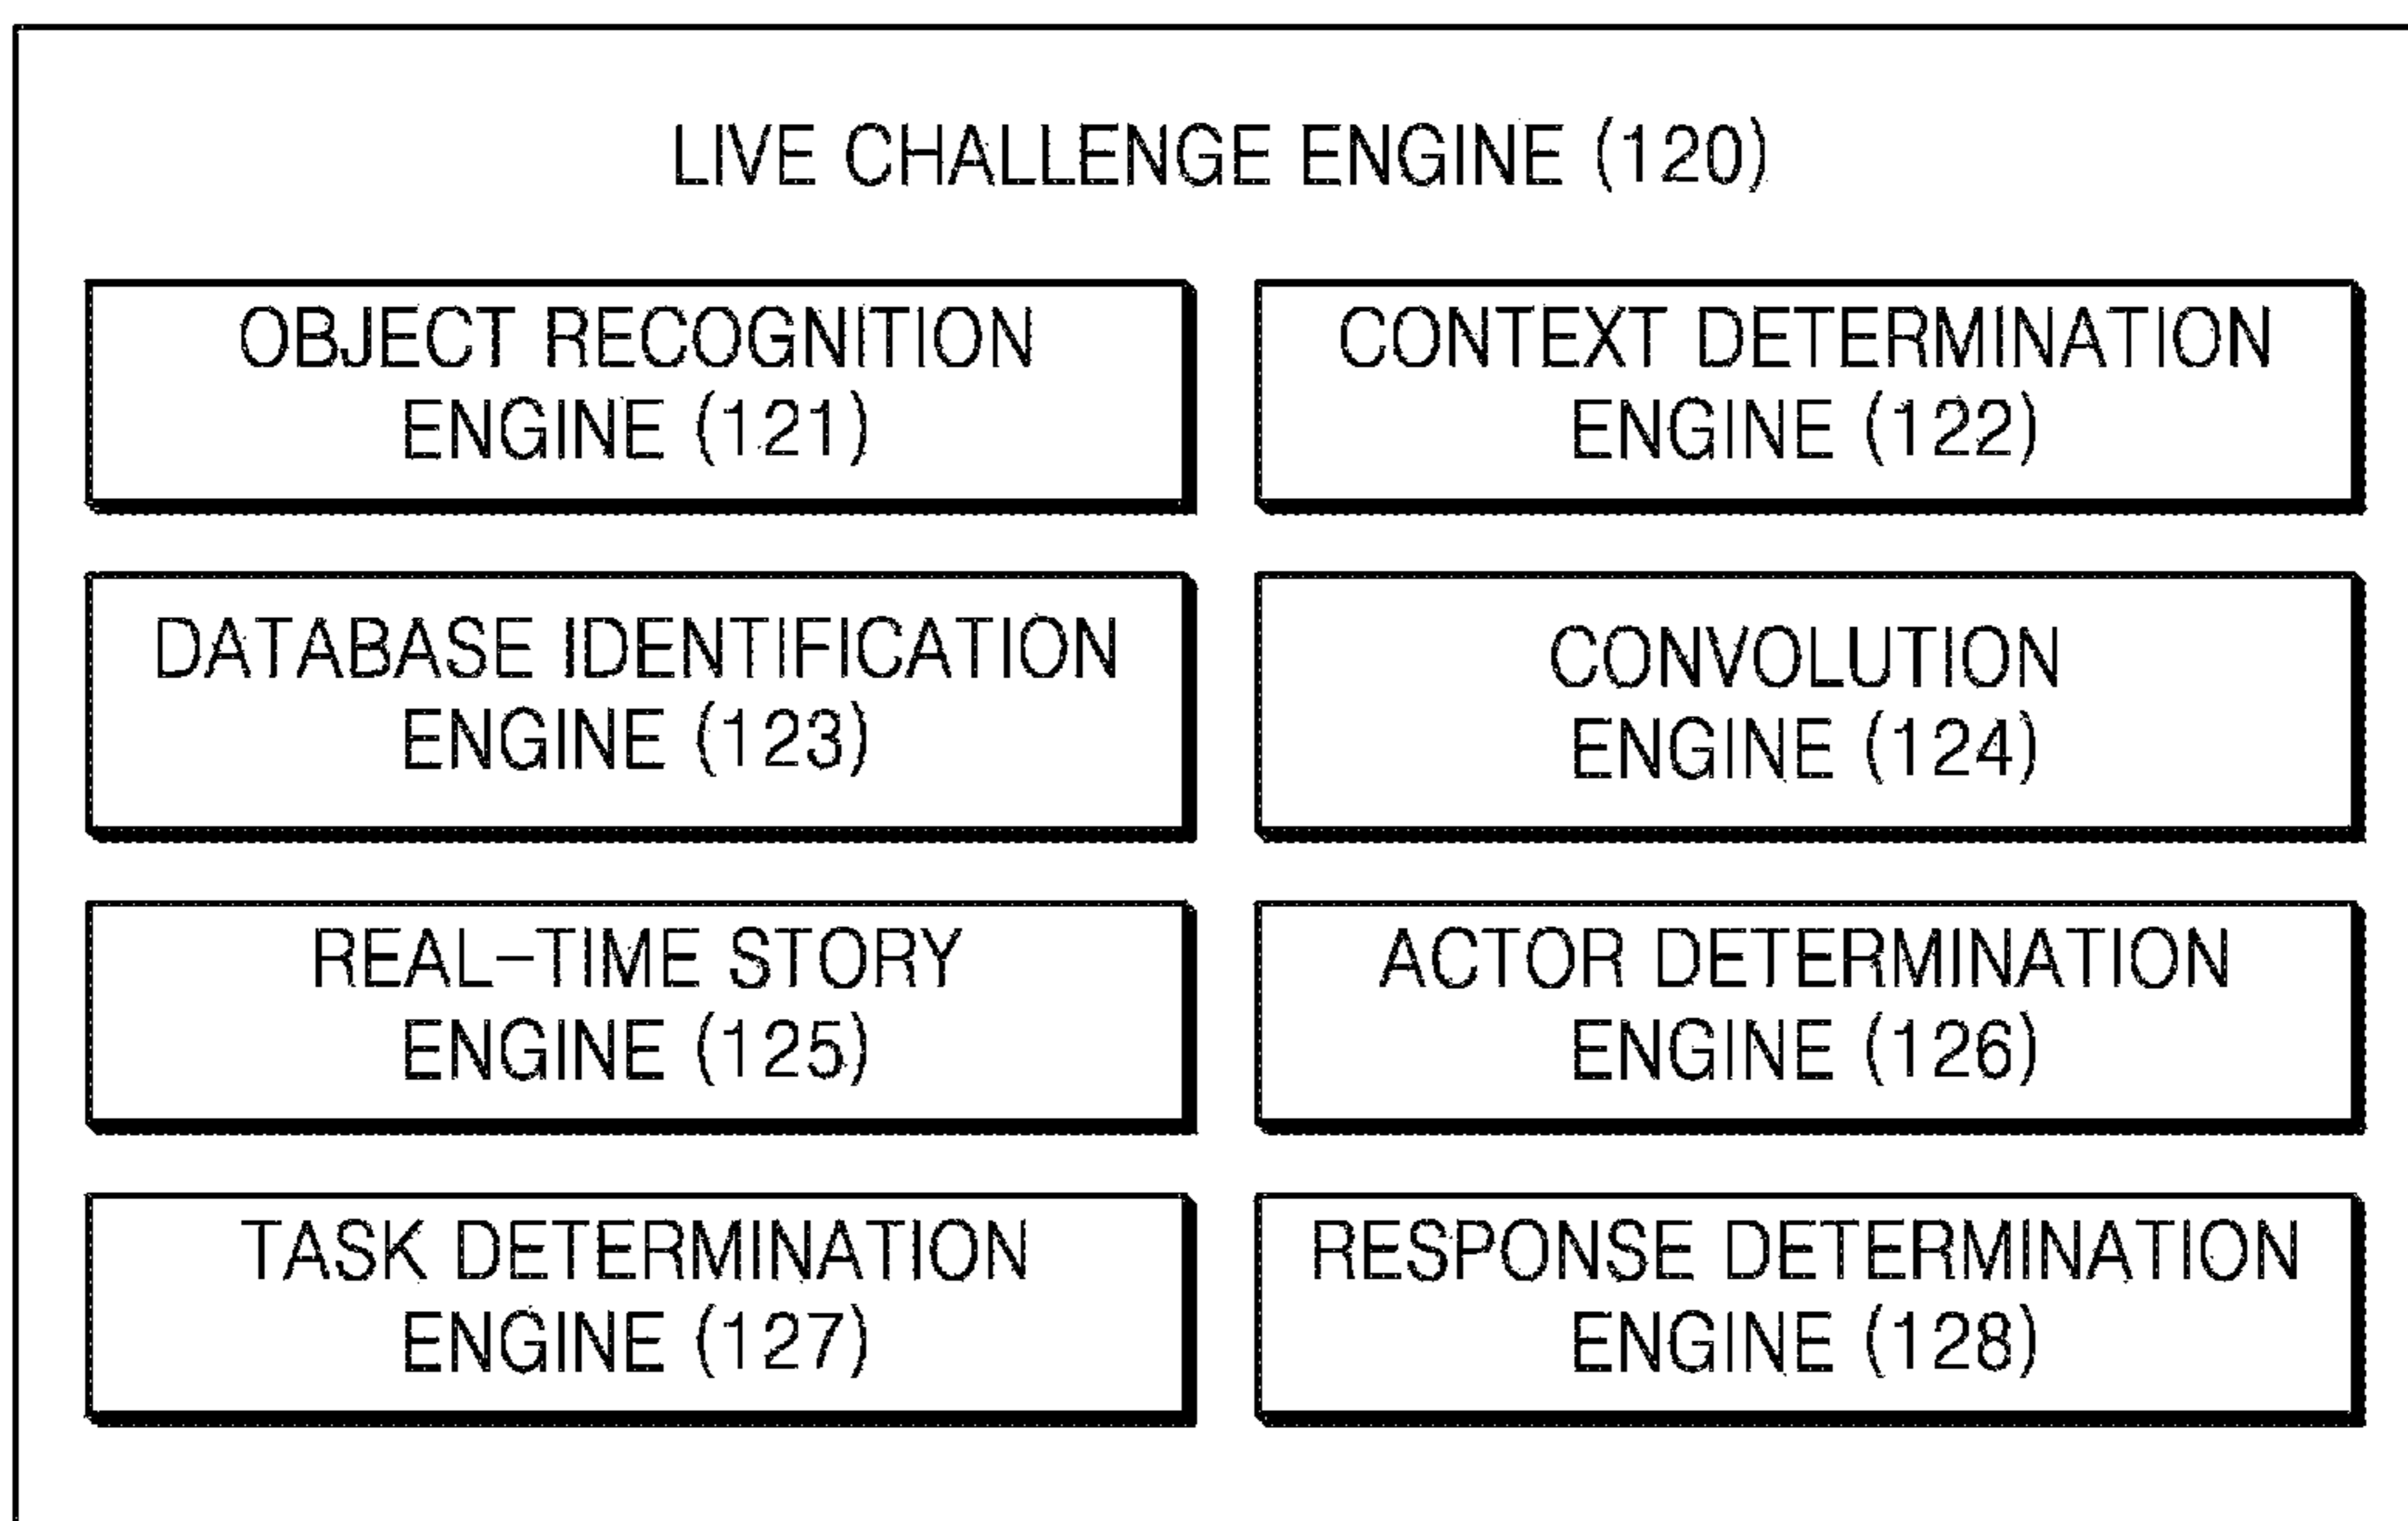 LIVE CHALLENGE ENGINE (120)
OBJECT RECOGNITION
ENGINE (121)
CONTEXT DETERMINATION
ENGINE (122)
DATABASE IDENTIFICATION
ENGINE (123)
CONVOLUTION
ENGINE (124)
REAL-TIME STORY
ENGINE (125)
ACTOR DETERMINATION
ENGINE (126)
TASK DETERMINATION
ENGINE (127)
RESPONSE DETERMINATION
ENGINE (128)